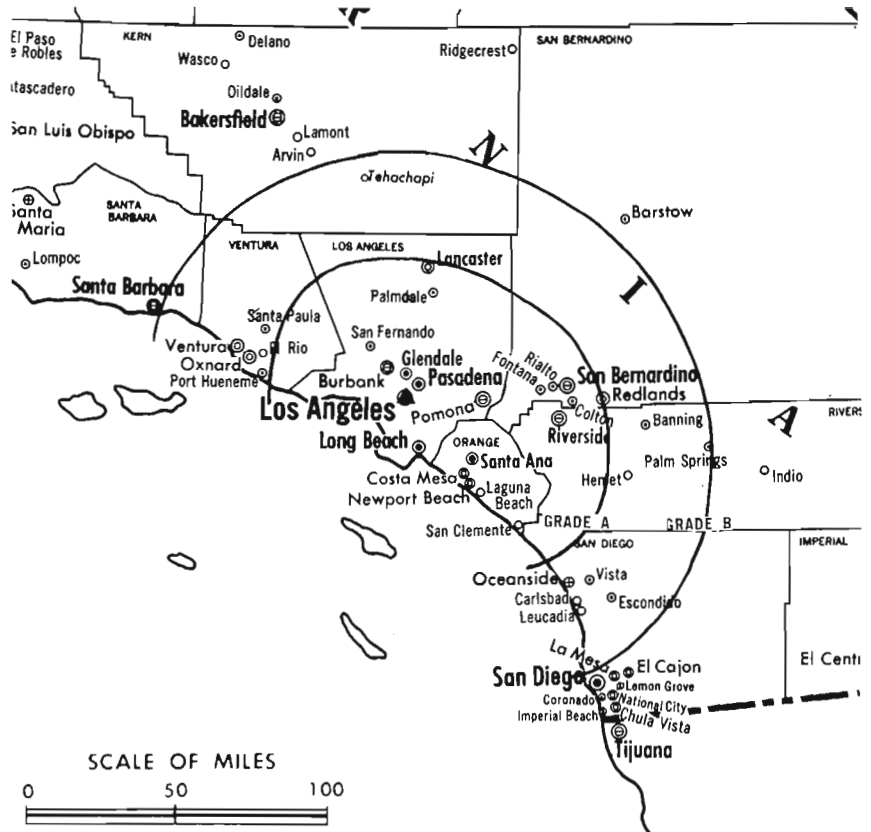 El Paso
de Robles
KERN
Delano
Wasco
Ridgecrest
SAN BERNARDINO
Atascadero
Oildale
Bakersfield
San Luis Obispo
Lamont
Arvin
N
Tehachapi
Santa
Maria
SANTA
BARBARA
Barstow
VENTURA
LOS ANGELES
Lompoc
Lancaster
I
Santa Barbara
Palmdale
Santa Paula
San Fernando
Ventura
Rio
Oxnard
Port Hueneme
Glendale
Burbank
Pasadena
Fontana
Rialto
San Bernardino
Redlands
Los Angeles
Pomona
Colton
Banning
RIVERS
A
Riverside
Long Beach
ORANGE
Santa Ana
Palm Springs
Indio
Costa Mesa
Newport Beach
Laguna
Beach
Hemet
San Clemente
GRADE A
GRADE B
SAN DIEGO
IMPERIAL
Oceanside
Vista
Carlsbad
Escondido
Leucadia
La Mesa
El Cajon
El Centr
San Diego
Lemon Grove
Coronado
National City
Imperial Beach
Chula Vista
Tijuana
SCALE OF MILES
0 50 100